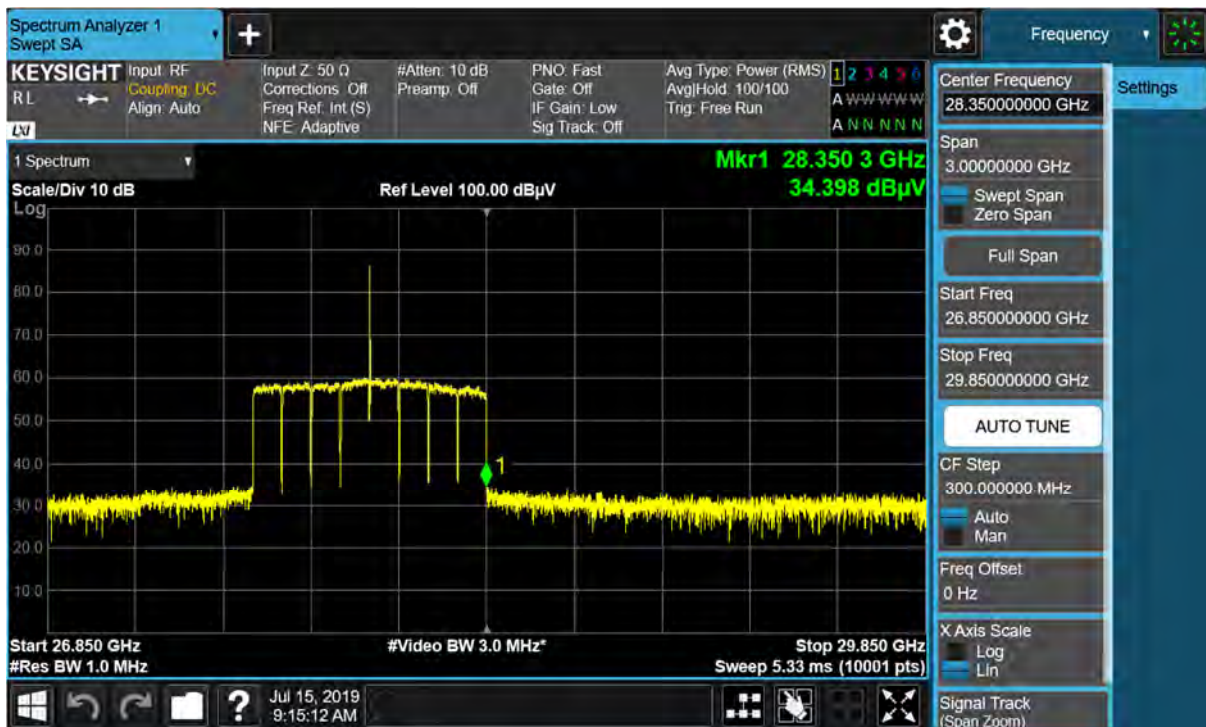 Spectrum Analyzer 1
Swept SA
Frequency
KEYSIGHT
RL
LXI
Input: RF
Coupling: DC
Align: Auto
Input Z: 50 Ω
Corrections: Off
Freq Ref: Int (S)
NFE: Adaptive
#Atten: 10 dB
Preamp: Off
PNO: Fast
Gate: Off
IF Gain: Low
Sig Track: Off
Avg Type: Power (RMS)
Avg|Hold: 100/100
Trig: Free Run
1 2 3 4 5 6
A W W W W W
A N N N N N
1 Spectrum
Scale/Div 10 dB
Ref Level 100.00 dBµV
Mkr1 28.350 3 GHz
34.398 dBµV
Log
90.0
80.0
70.0
60.0
50.0
40.0
30.0
20.0
10.0
1
Start 26.850 GHz
#Video BW 3.0 MHz*
Stop 29.850 GHz
#Res BW 1.0 MHz
Sweep 5.33 ms (10001 pts)
?
Jul 15, 2019
9:15:12 AM
Center Frequency
28.350000000 GHz
Settings
Span
3.00000000 GHz
Swept Span
Zero Span
Full Span
Start Freq
26.850000000 GHz
Stop Freq
29.850000000 GHz
AUTO TUNE
CF Step
300.000000 MHz
Auto
Man
Freq Offset
0 Hz
X Axis Scale
Log
Lin
Signal Track
(Span Zoom)